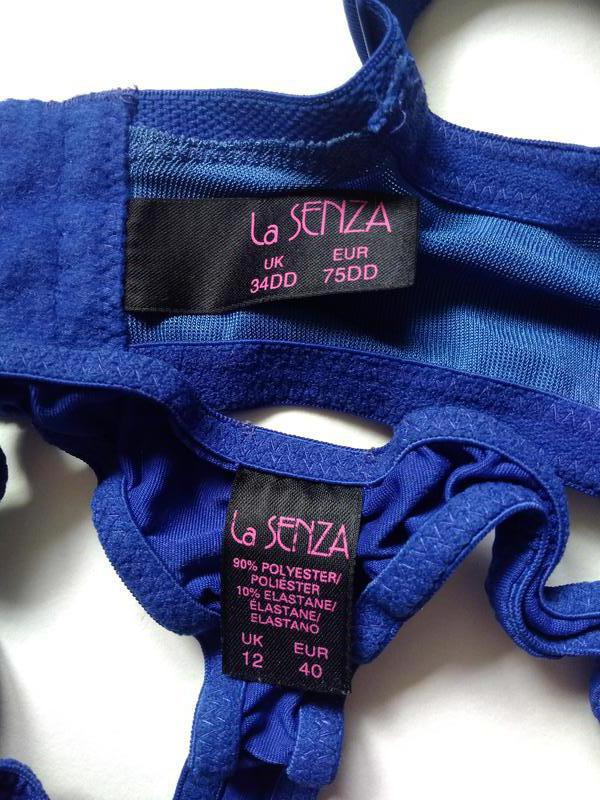 La SENZA
UK EUR
34DD 75DD
La SENZA
90% POLYESTER/
POLIÉSTER
10% ELASTANE/
ÉLASTANE/
ELASTANO
UK EUR
12 40